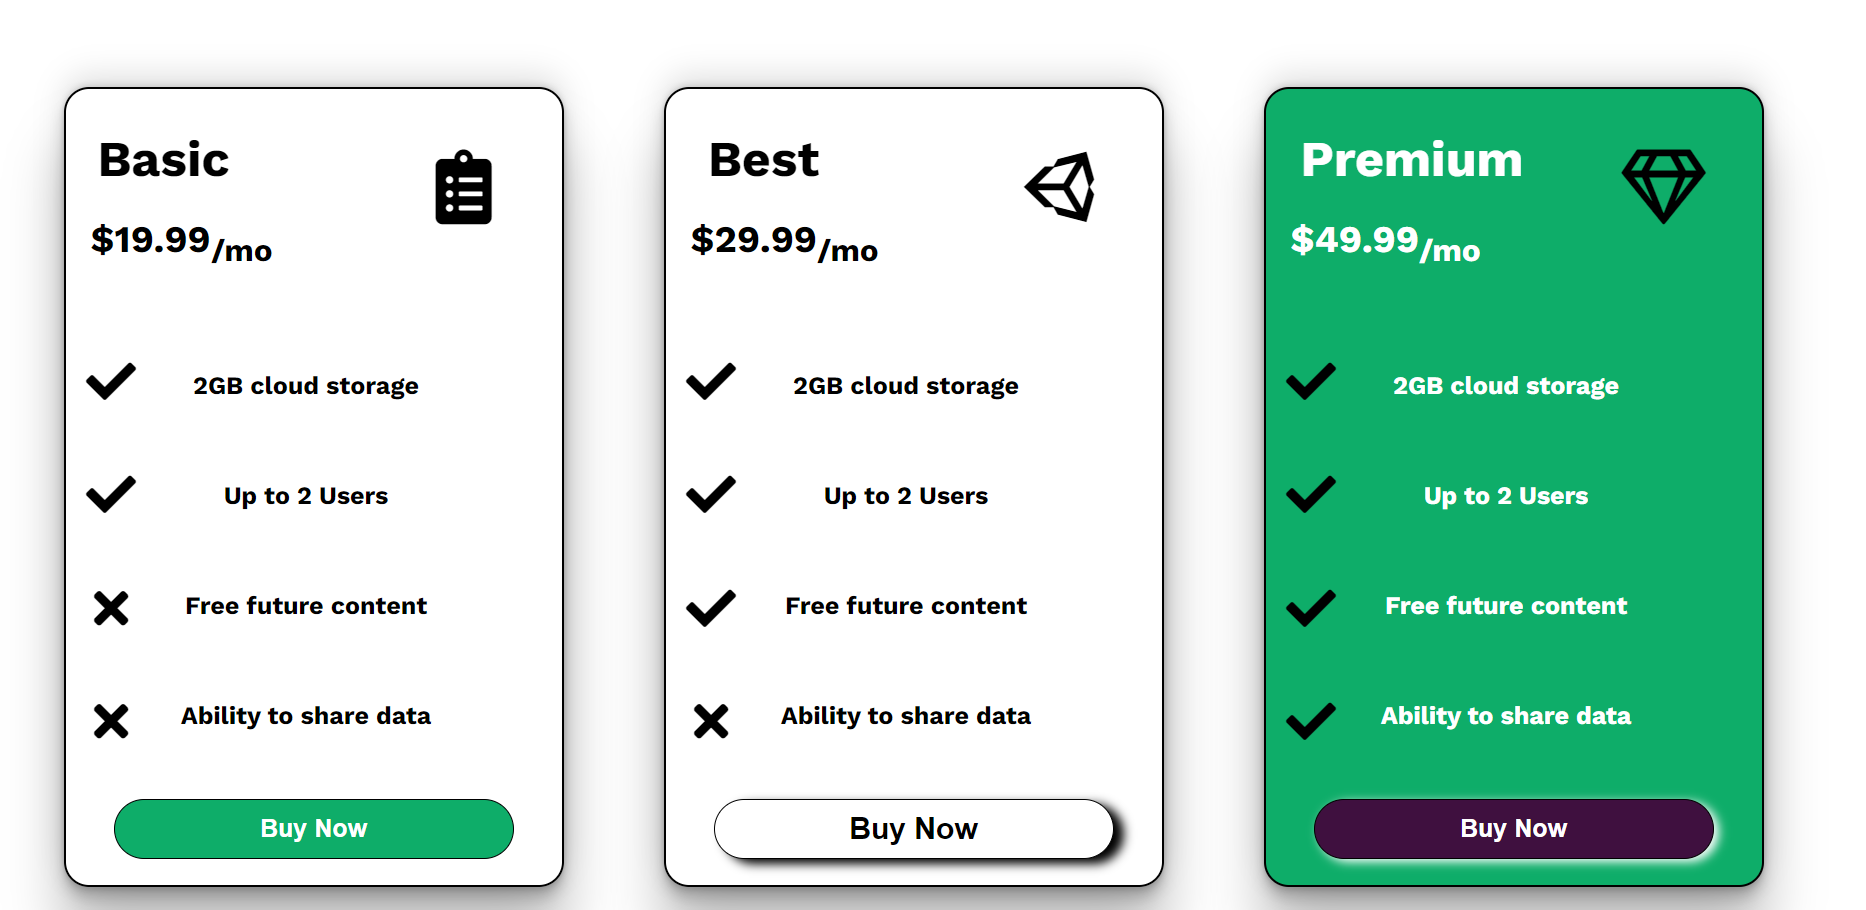 Basic
$19.99/mo
2GB cloud storage
Up to 2 Users
Free future content
Ability to share data
Buy Now
Best
$29.99/mo
2GB cloud storage
Up to 2 Users
Free future content
Ability to share data
Buy Now
Premium
$49.99/mo
2GB cloud storage
Up to 2 Users
Free future content
Ability to share data
Buy Now